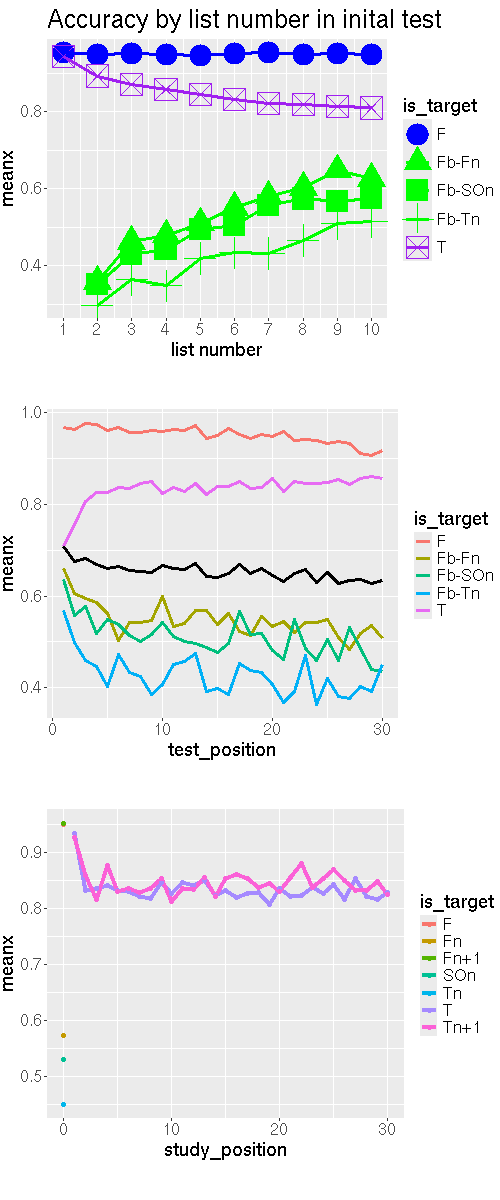 Accuracy by list number in inital test
meanx
0.8
0.6
0.4
1 2 3 4 5 6 7 8 9 10
list number
is_target
F
Fb-Fn
Fb-SOn
Fb-Tn
T
meanx
1.0
0.8
0.6
0.4
0 10 20 30
test_position
is_target
F
Fb-Fn
Fb-SOn
Fb-Tn
T
meanx
0.9
0.8
0.7
0.6
0.5
0 10 20 30
study_position
is_target
F
Fn
Fn+1
SOn
Tn
T
Tn+1